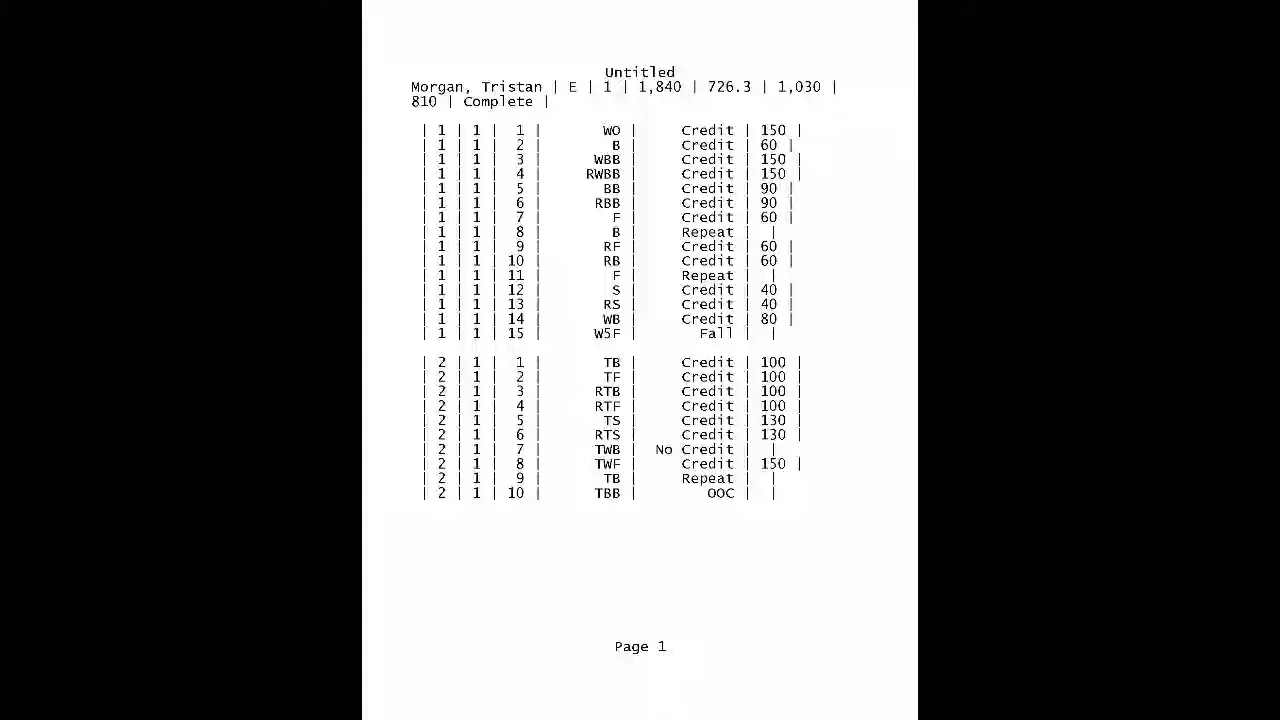 Untitled
Morgan, Tristan | E | 1 | 1,840 | 726.3 | 1,030 |
810 | Complete |
| 1 | 1 | 1 | WO | Credit | 150 |
| 1 | 1 | 2 | B | Credit | 60 |
| 1 | 1 | 3 | WBB | Credit | 150 |
| 1 | 1 | 4 | RWBB | Credit | 150 |
| 1 | 1 | 5 | BB | Credit | 90 |
| 1 | 1 | 6 | RBB | Credit | 90 |
| 1 | 1 | 7 | F | Credit | 60 |
| 1 | 1 | 8 | B | Repeat | |
| 1 | 1 | 9 | RF | Credit | 60 |
| 1 | 1 | 10 | RB | Credit | 60 |
| 1 | 1 | 11 | F | Repeat | |
| 1 | 1 | 12 | S | Credit | 40 |
| 1 | 1 | 13 | RS | Credit | 40 |
| 1 | 1 | 14 | WB | Credit | 80 |
| 1 | 1 | 15 | W5F | Fall | |
| 2 | 1 | 1 | TB | Credit | 100 |
| 2 | 1 | 2 | TF | Credit | 100 |
| 2 | 1 | 3 | RTB | Credit | 100 |
| 2 | 1 | 4 | RTF | Credit | 100 |
| 2 | 1 | 5 | TS | Credit | 130 |
| 2 | 1 | 6 | RTS | Credit | 130 |
| 2 | 1 | 7 | TWB | No Credit | |
| 2 | 1 | 8 | TWF | Credit | 150 |
| 2 | 1 | 9 | TB | Repeat | |
| 2 | 1 | 10 | TBB | OOC | |
Page 1